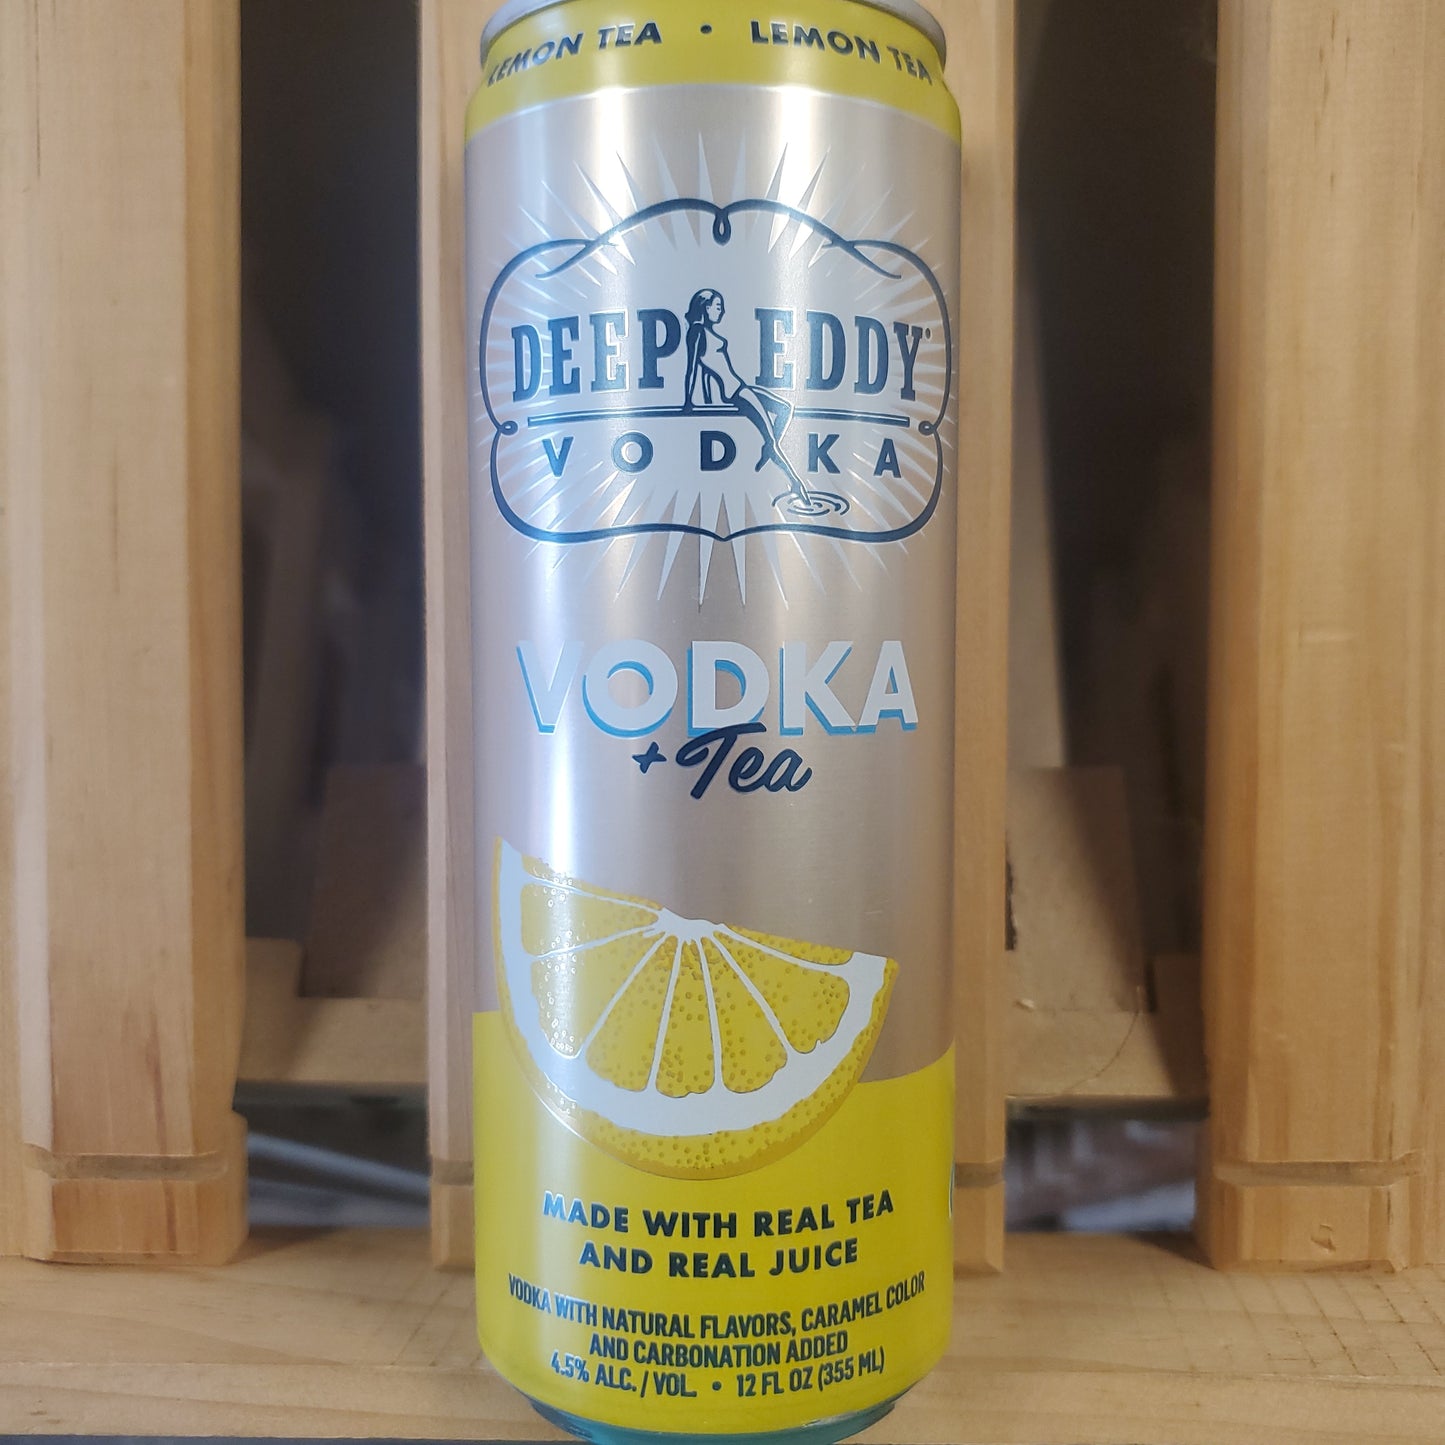 LEMON TEA • LEMON TEA
DEEP EDDY
VODKA
VODKA
+ Tea
MADE WITH REAL TEA
AND REAL JUICE
VODKA WITH NATURAL FLAVORS, CARAMEL COLOR
AND CARBONATION ADDED
4.5% ALC. / VOL. • 12 FL OZ (355 ML)